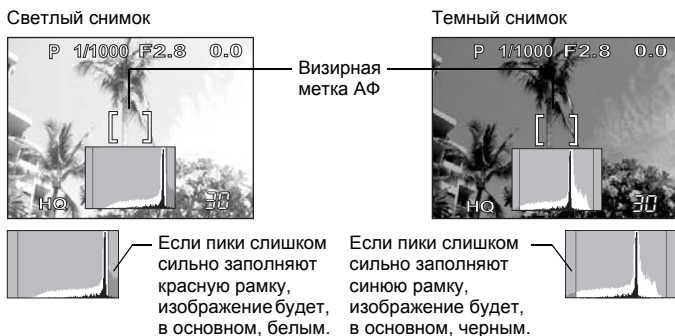 Светлый снимок
Темный снимок
P 1/1000 F2.8 0.0
HQ 30
Визирная
метка АФ
P 1/1000 F2.8 0.0
HQ 30
Если пики слишком
сильно заполняют
красную рамку,
изображение будет,
в основном, белым.
Если пики слишком
сильно заполняют
синюю рамку,
изображение будет,
в основном, черным.